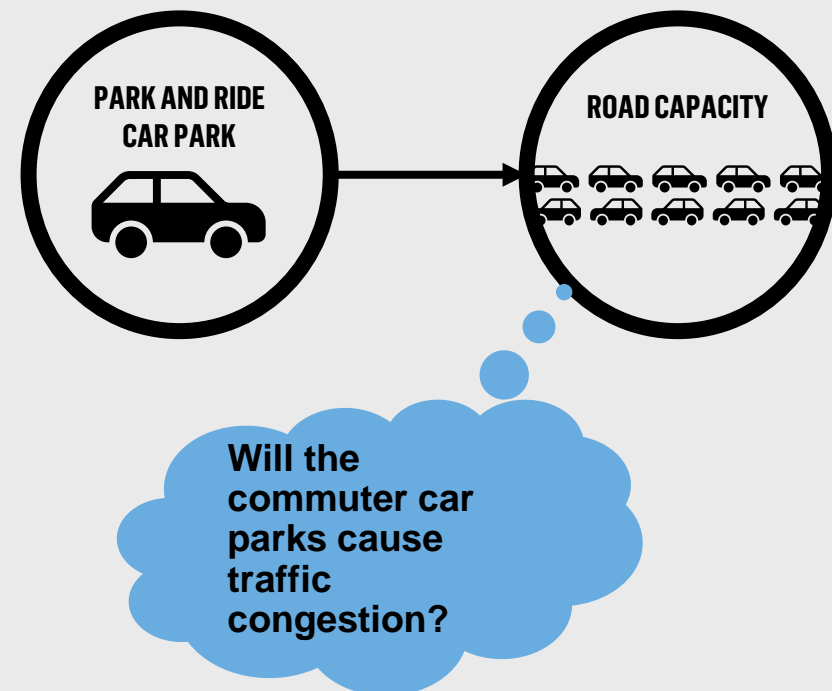 PARK AND RIDE
CAR PARK
ROAD CAPACITY
Will the
commuter car
parks cause
traffic
congestion?